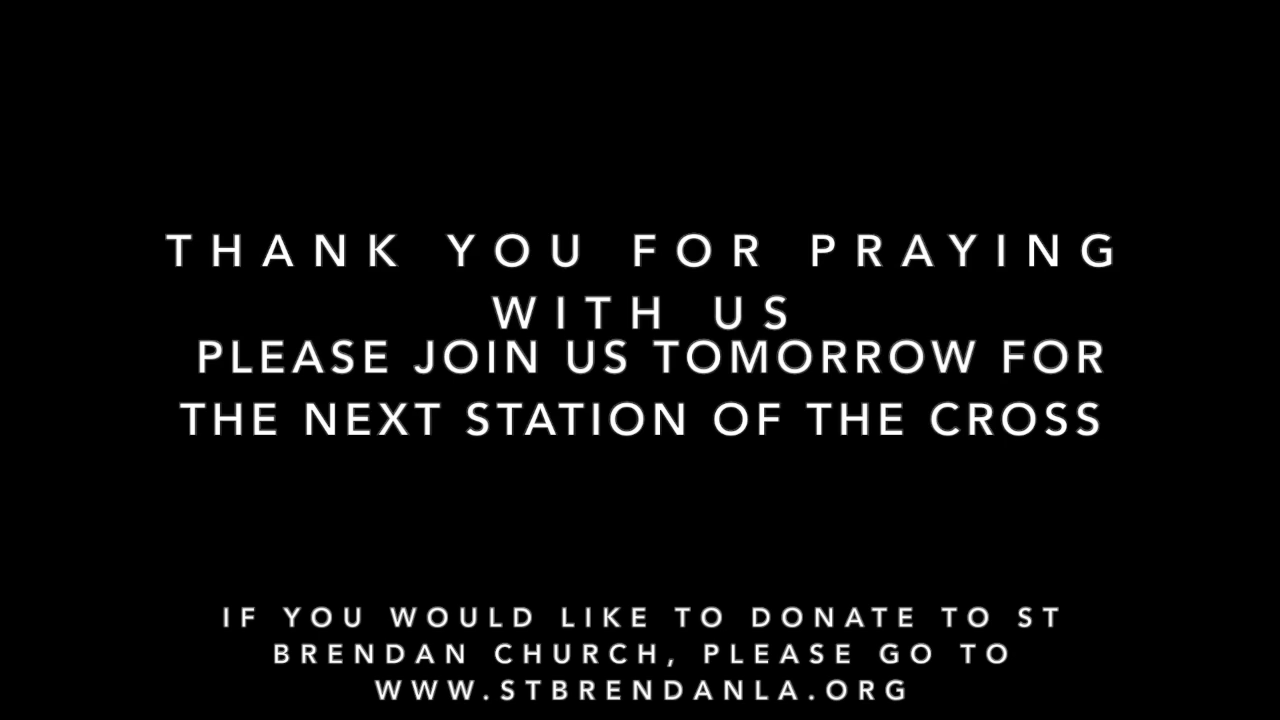 THANK YOU FOR PRAYING
WITH US
PLEASE JOIN US TOMORROW FOR
THE NEXT STATION OF THE CROSS
IF YOU WOULD LIKE TO DONATE TO ST
BRENDAN CHURCH, PLEASE GO TO
WWW.STBRENDANLA.ORG